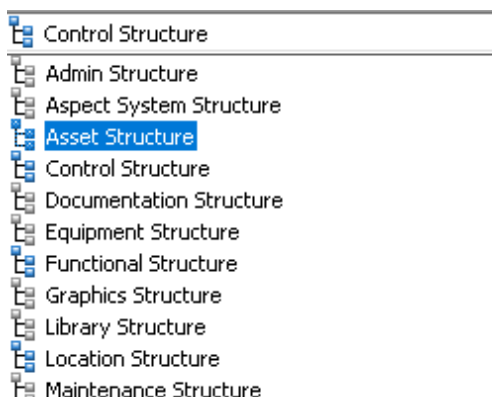 Control Structure
Admin Structure
Aspect System Structure
Asset Structure
Control Structure
Documentation Structure
Equipment Structure
Functional Structure
Graphics Structure
Library Structure
Location Structure
Maintenance Structure